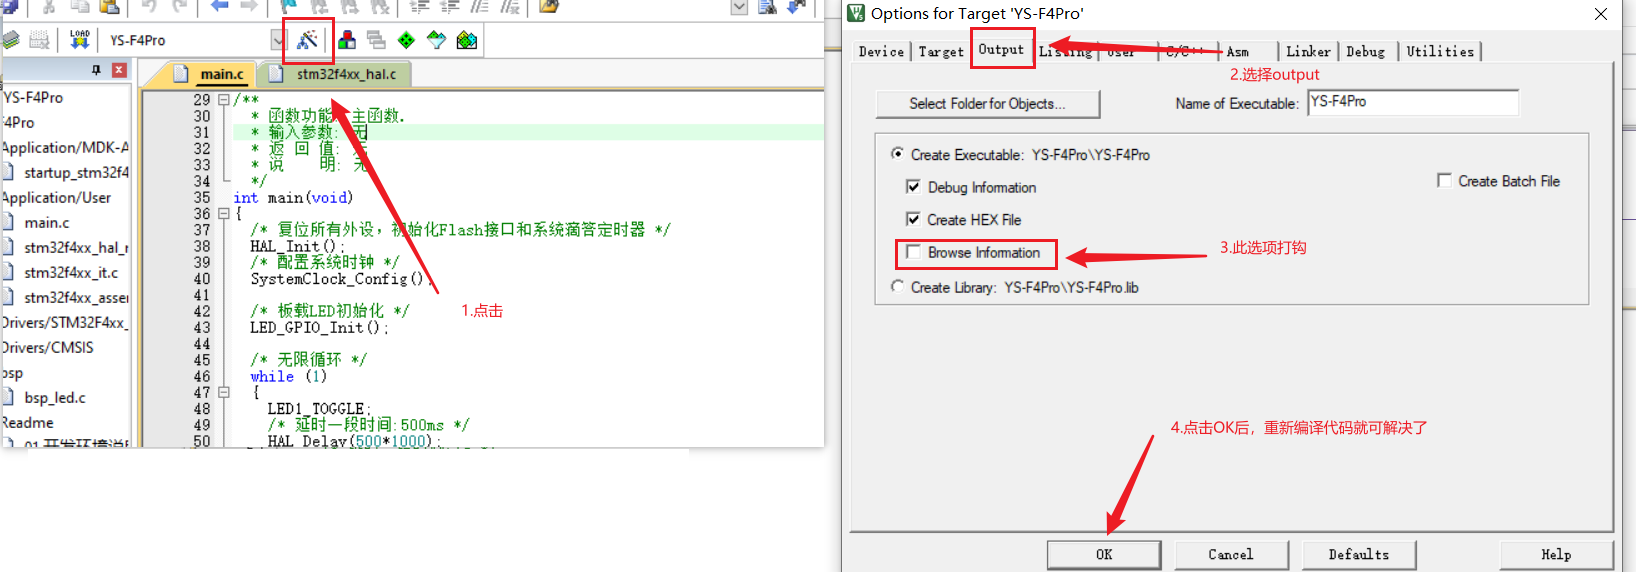 LOAD
YS-F4Pro
main.c
stm32f4xx_hal.c
YS-F4Pro
F4Pro
Application/MDK-A
startup_stm32f4
Application/User
main.c
stm32f4xx_hal_
stm32f4xx_it.c
stm32f4xx_asser
Drivers/STM32F4xx_
Drivers/CMSIS
bsp
bsp_led.c
Readme
29 /**
30 * 函数功能: 主函数.
31 * 输入参数: 无
32 * 返 回 值: 无
33 * 说 明: 无
34 */
35 int main(void)
36 {
37 /* 复位所有外设，初始化Flash接口和系统滴答定时器 */
38 HAL_Init();
39 /* 配置系统时钟 */
40 SystemClock_Config();
41
42 /* 板载LED初始化 */
43 LED_GPIO_Init();
44
45 /* 无限循环 */
46 while (1)
47 {
48 LED1_TOGGLE;
49 /* 延时一段时间:500ms */
50 HAL_Delay(500*1000);
1.点击
Options for Target 'YS-F4Pro'
Device Target Output Listing User C/C++ Asm Linker Debug Utilities
2.选择output
Select Folder for Objects...
Name of Executable: YS-F4Pro
Create Executable: YS-F4Pro\YS-F4Pro
Debug Information
Create Batch File
Create HEX File
Browse Information
3.此选项打钩
Create Library: YS-F4Pro\YS-F4Pro.lib
4.点击OK后，重新编译代码就可解决了
OK Cancel Defaults Help